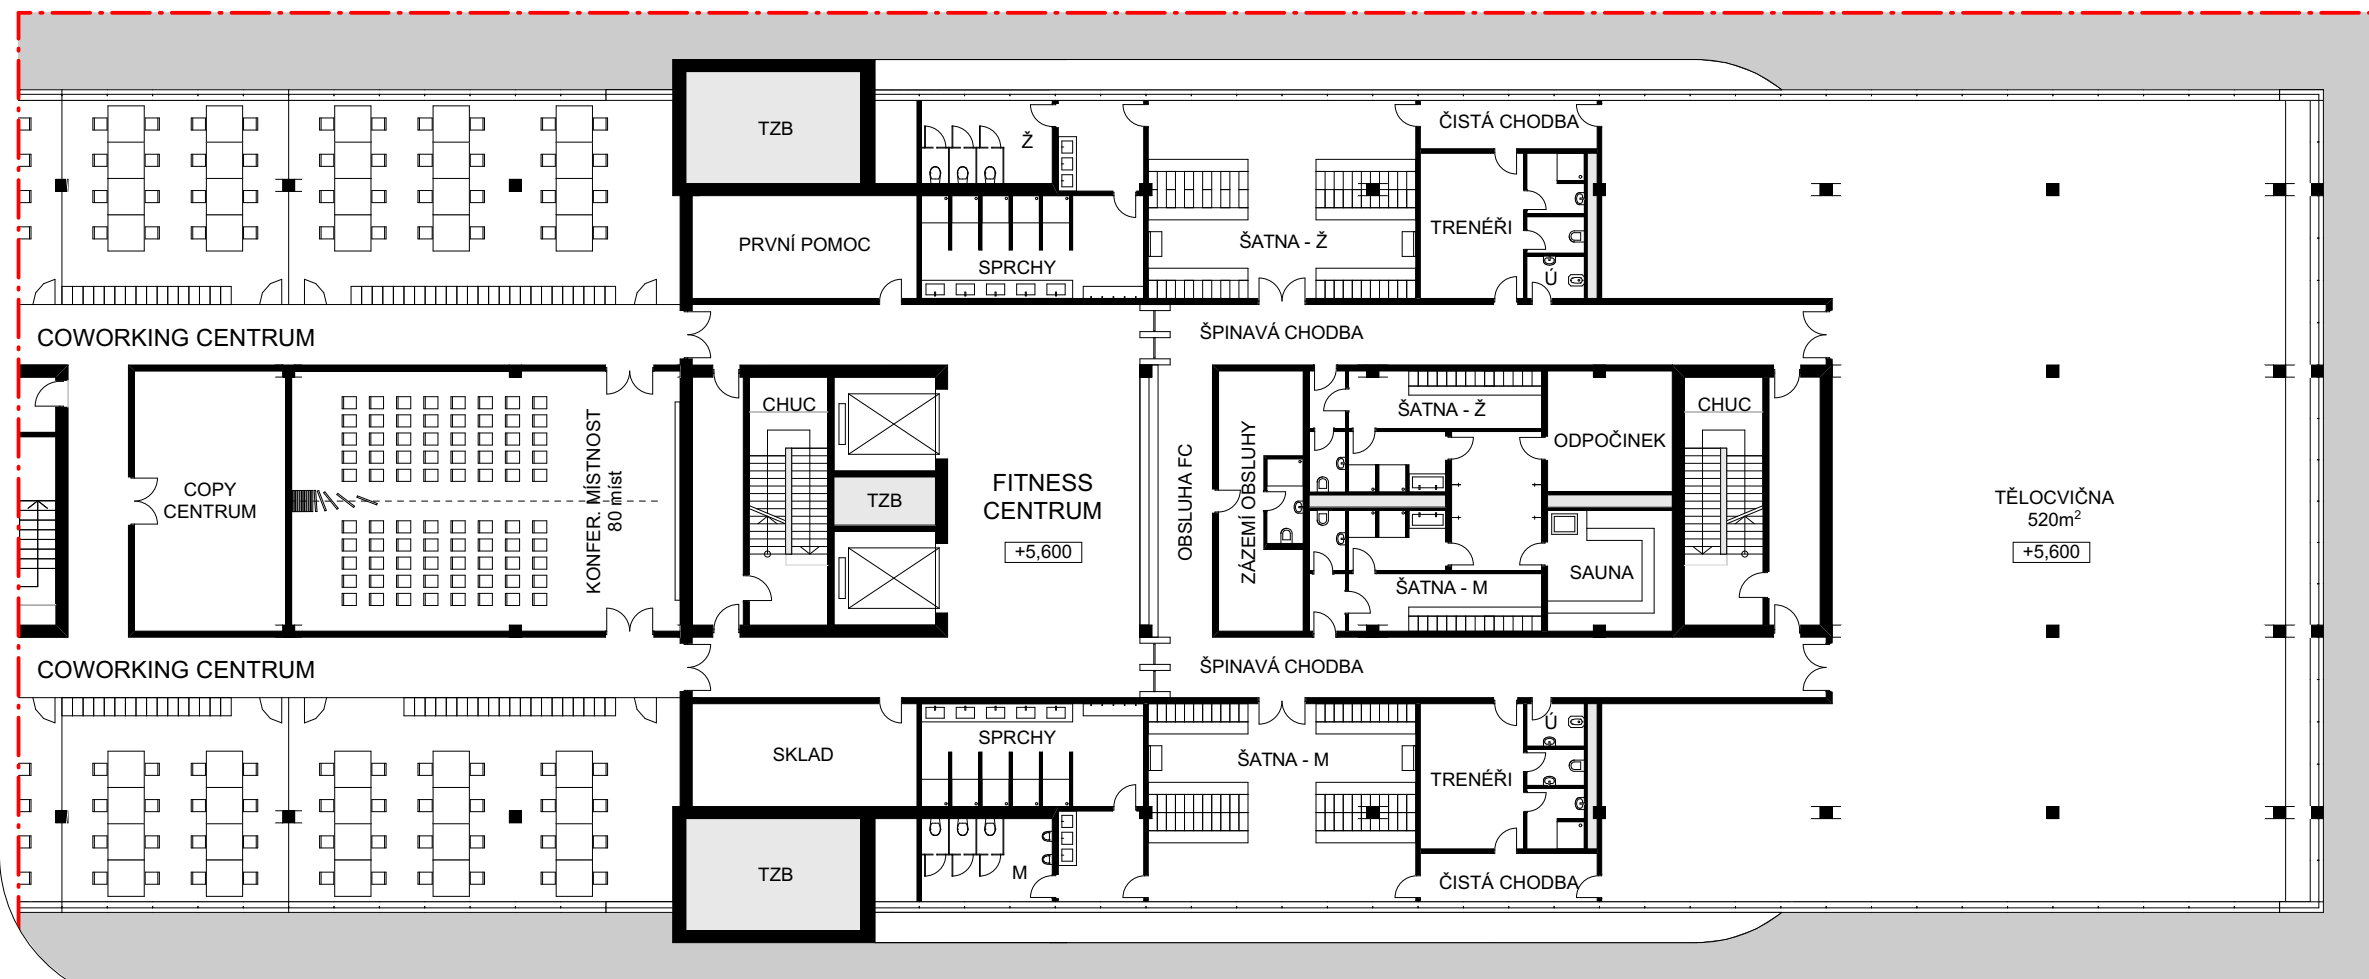 TZB
Ž
ČISTÁ CHODBA
PRVNÍ POMOC
SPRCHY
ŠATNA - Ž
TRENÉŘI
Ú
COWORKING CENTRUM
ŠPINAVÁ CHODBA
COPY
CENTRUM
KONFER. MÍSTNOST
80 míst
CHUC
TZB
FITNESS
CENTRUM
+5,600
OBSLUHA FC
ZÁZEMÍ OBSLUHY
ŠATNA - Ž
ODPOČINEK
CHUC
ŠATNA - M
SAUNA
TĚLOCVIČNA
520m²
+5,600
COWORKING CENTRUM
ŠPINAVÁ CHODBA
SKLAD
SPRCHY
ŠATNA - M
TRENÉŘI
Ú
TZB
M
ČISTÁ CHODBA